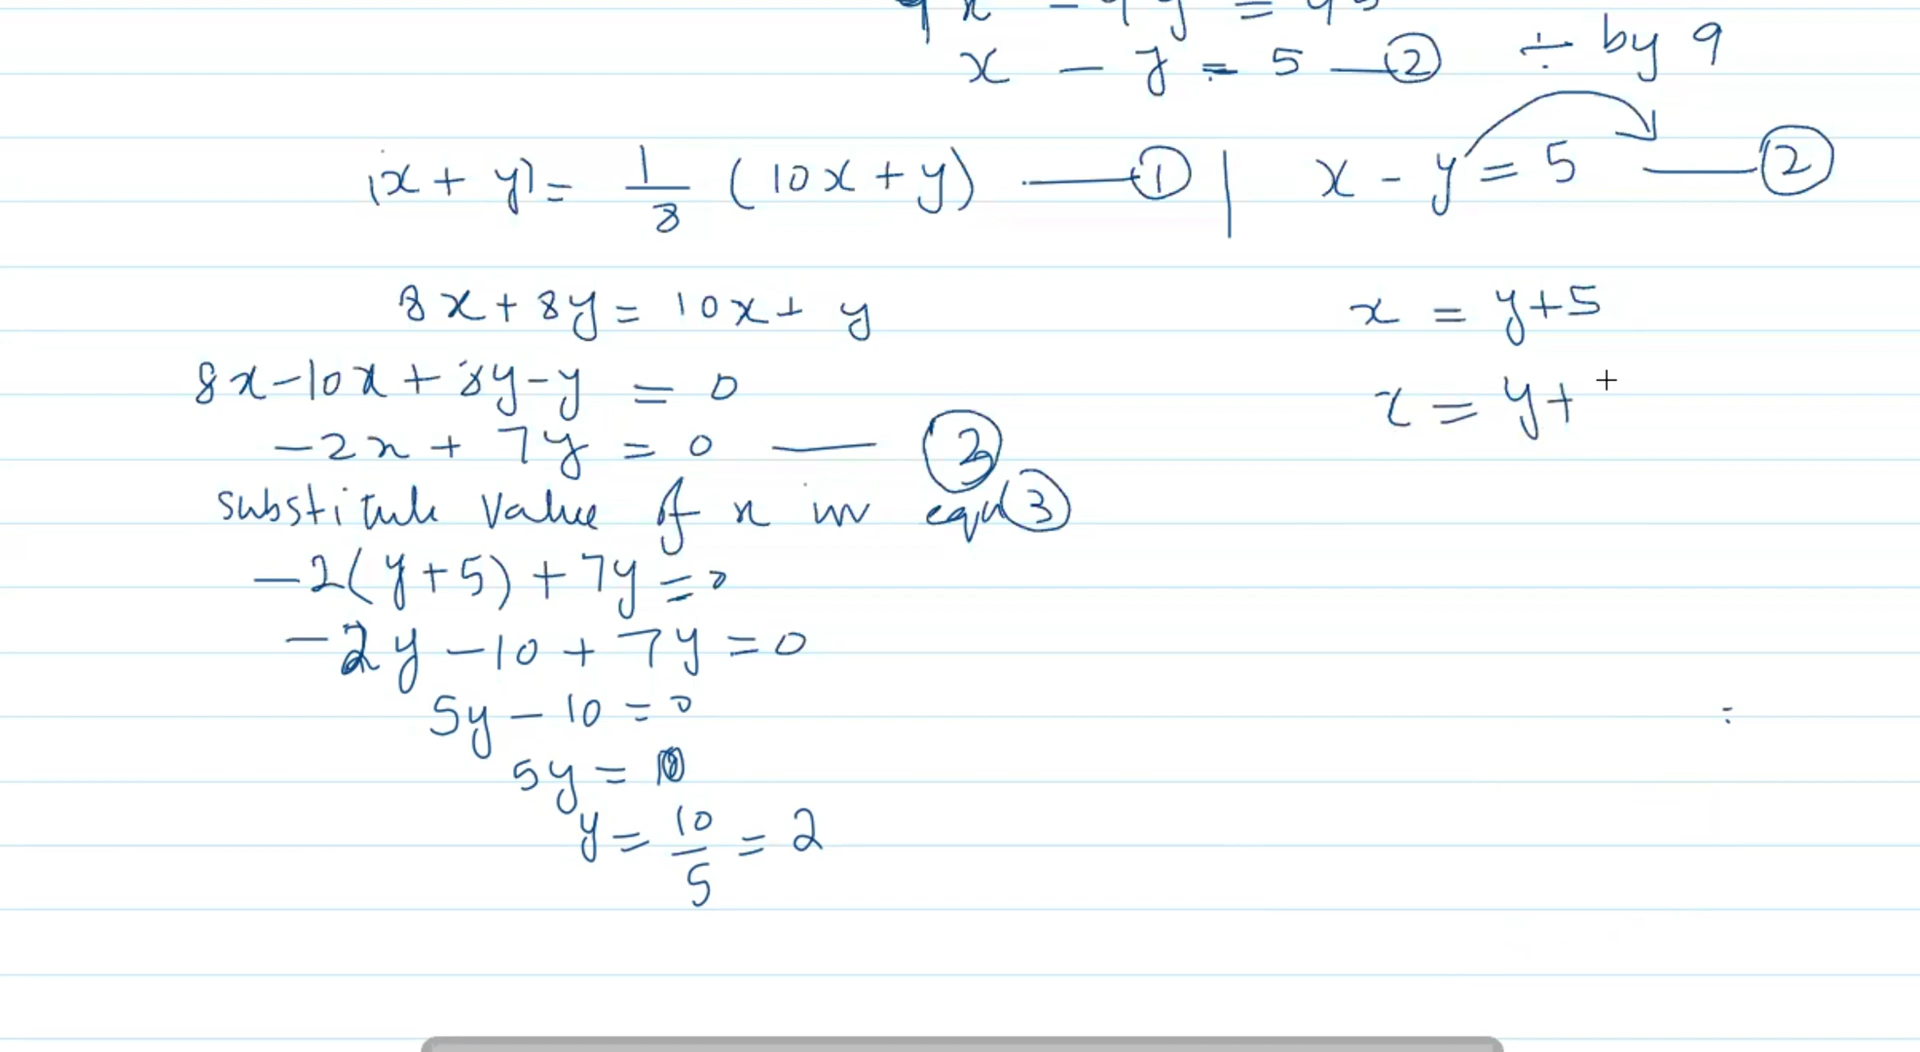 x - y = 5 — ② ÷ by 9
(x + y) = 1/8 (10x + y) — ① | x - y = 5 — ②
8x + 8y = 10x + y
x = y + 5
8x - 10x + 8y - y = 0
x = y +
-2x + 7y = 0 — ③
substitute value of x in equn ③
-2(y + 5) + 7y = 0
-2y - 10 + 7y = 0
5y - 10 = 0
5y = 10
y = 10/5 = 2